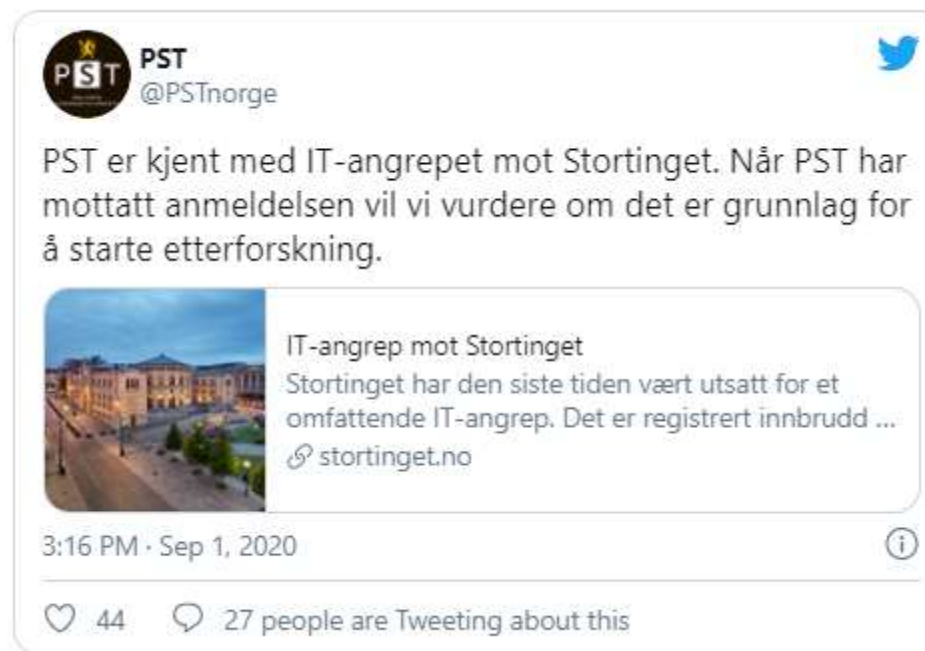 PST
PST
@PSTnorge
PST er kjent med IT-angrepet mot Stortinget. Når PST har
mottatt anmeldelsen vil vi vurdere om det er grunnlag for
å starte etterforskning.
IT-angrep mot Stortinget
Stortinget har den siste tiden vært utsatt for et
omfattende IT-angrep. Det er registrert innbrudd ...
stortinget.no
3:16 PM · Sep 1, 2020
44 27 people are Tweeting about this